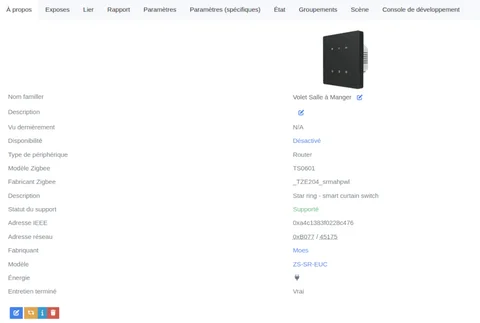 À propos Exposes Lier Rapport Paramètres Paramètres (spécifiques) État Groupements Scène Console de développement
Nom familier Volet Salle à Manger
Description
Vu dernièrement N/A
Disponibilité Désactivé
Type de périphérique Router
Modèle Zigbee TS0601
Fabricant Zigbee _TZE204_srmahpwl
Description Star ring - smart curtain switch
Statut du support Supporté
Adresse IEEE 0xa4c1383f0228c476
Adresse réseau 0xB077 / 45175
Fabriquant Moes
Modèle ZS-SR-EUC
Énergie
Entretien terminé Vrai